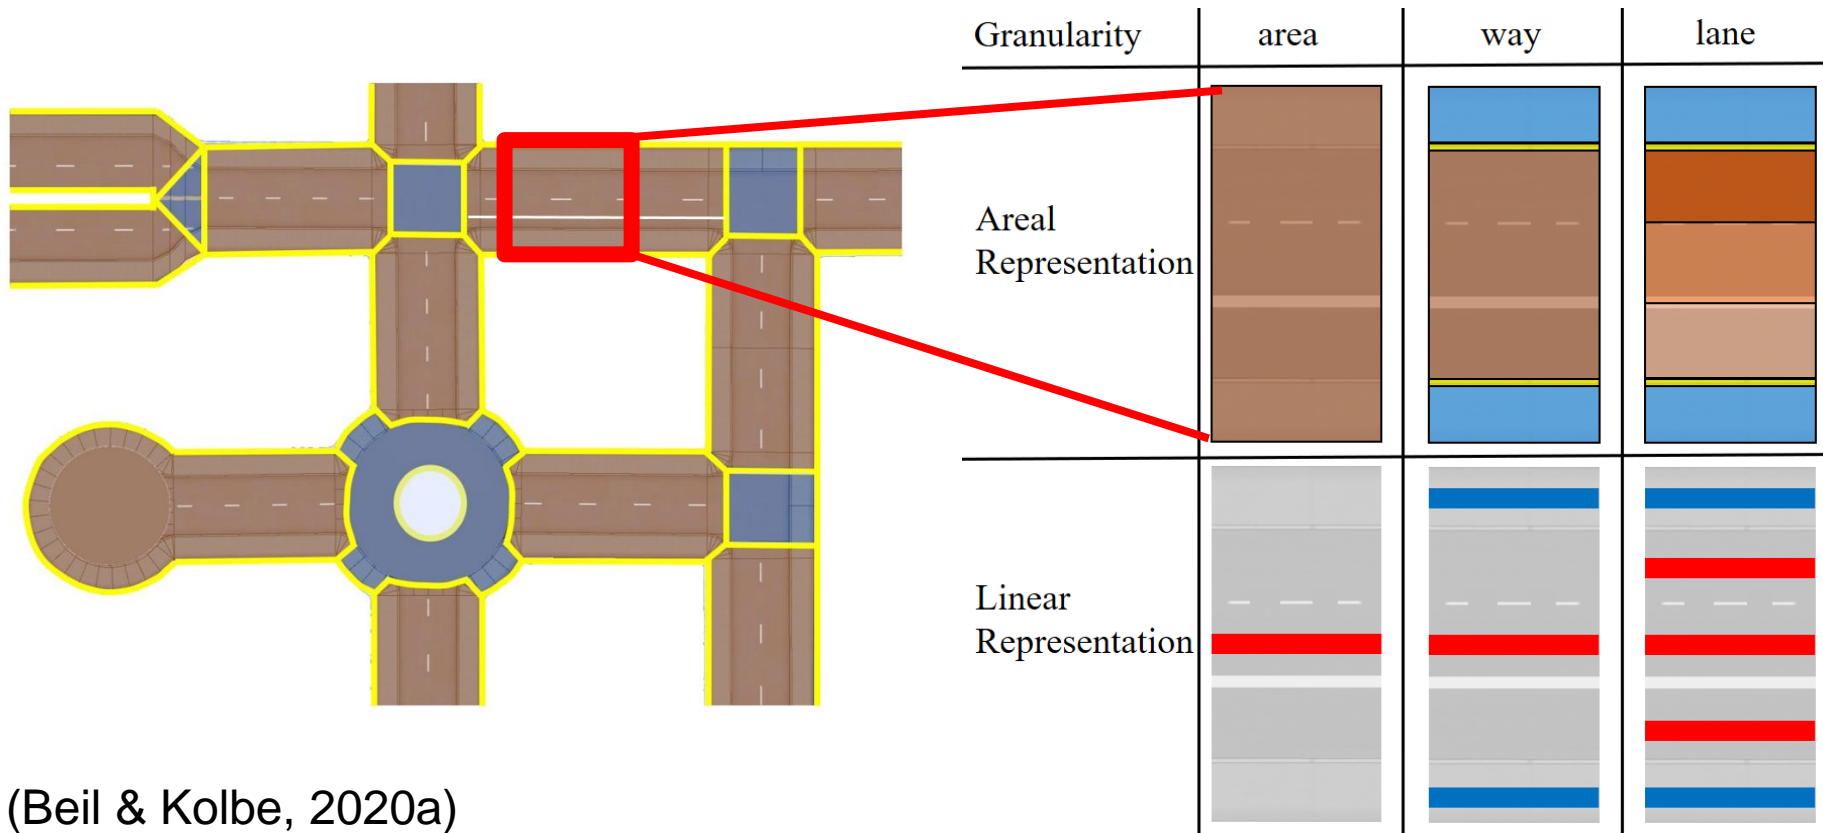 Granularity area way lane
Areal
Representation
Linear
Representation
(Beil & Kolbe, 2020a)